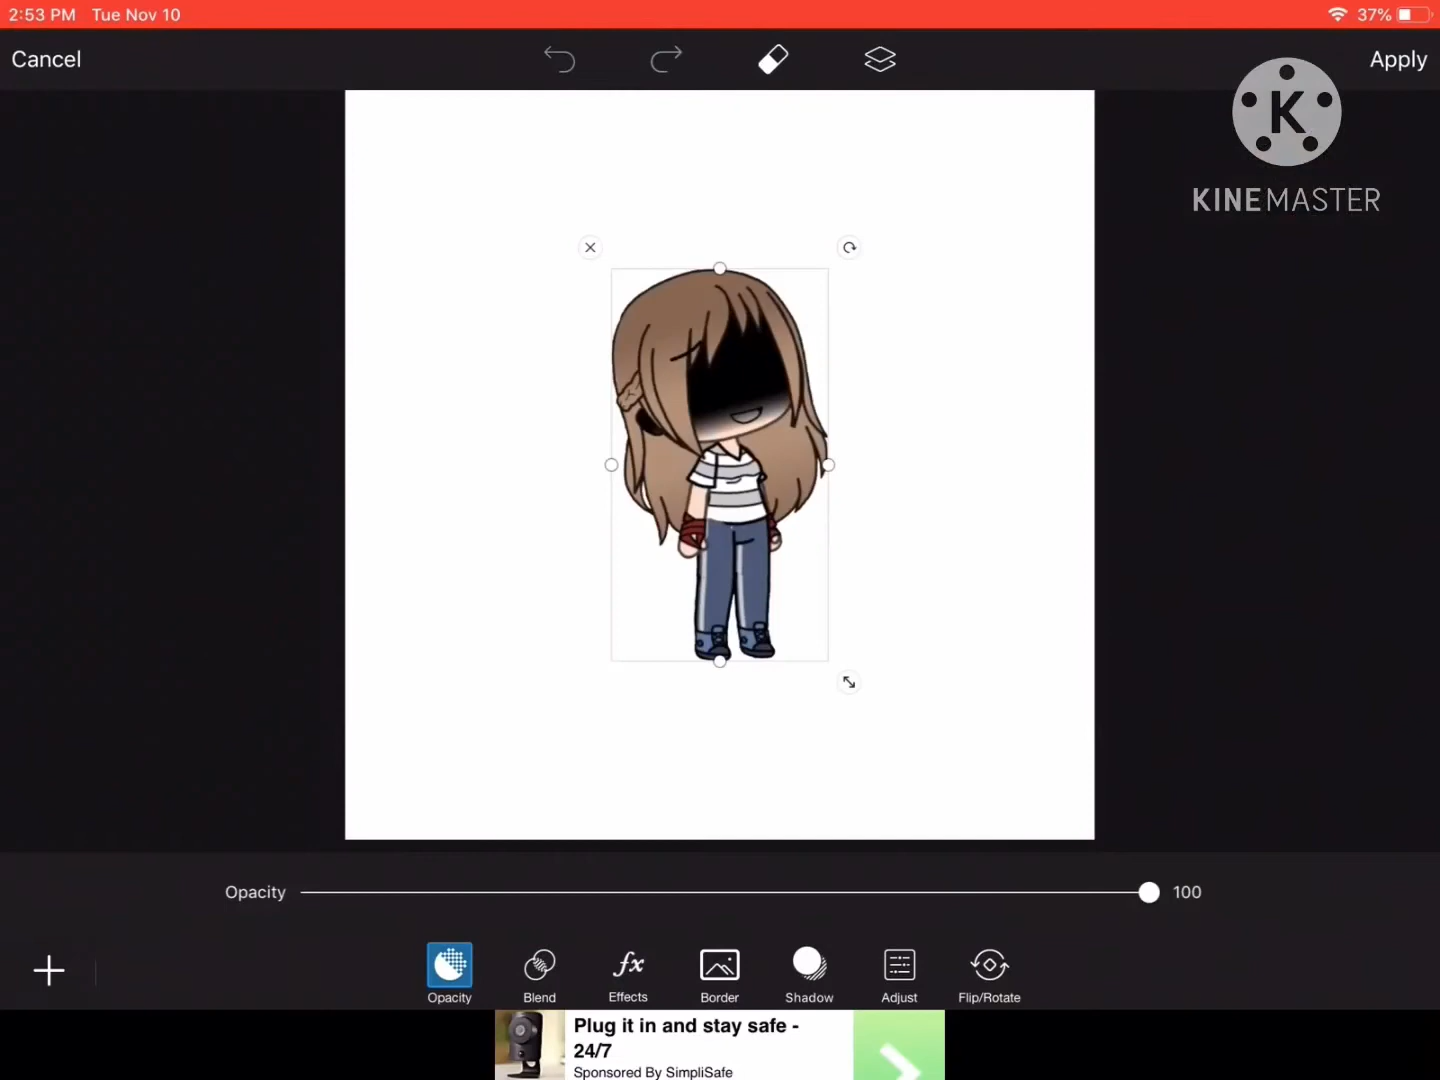 2:53 PM Tue Nov 10 37%
Cancel Apply
K
KINEMASTER
Opacity 100
Opacity Blend Effects Border Shadow Adjust Flip/Rotate
fx
Plug it in and stay safe -
24/7
Sponsored By SimpliSafe